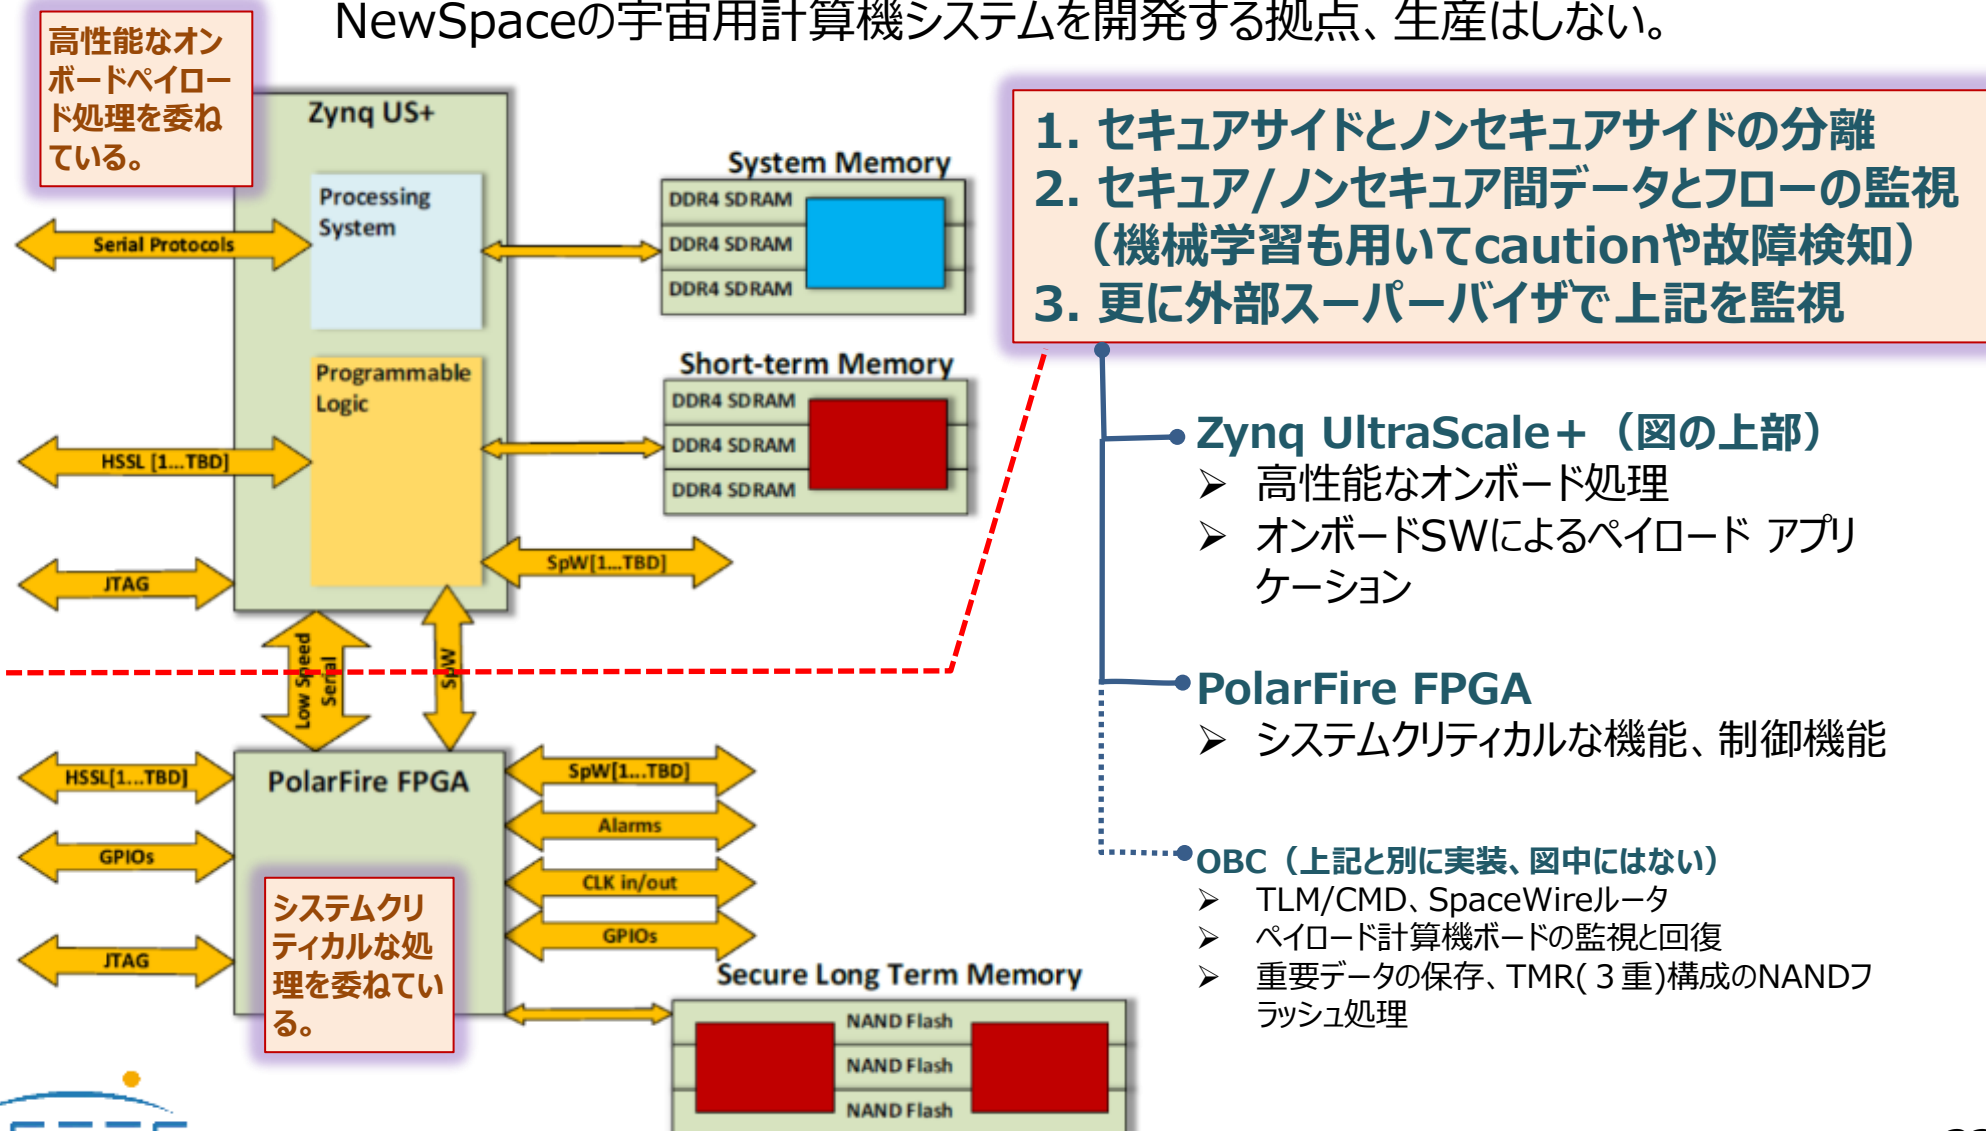 NewSpaceの宇宙用計算機システムを開発する拠点、生産はしない。
高性能なオン
ボードペイロー
ド処理を委ね
ている。
Zynq US+
Processing
System
Programmable
Logic
Serial Protocols
HSSL [1...TBD]
JTAG
SpW[1...TBD]
System Memory
DDR4 SDRAM
DDR4 SDRAM
DDR4 SDRAM
Short-term Memory
DDR4 SDRAM
DDR4 SDRAM
DDR4 SDRAM
Low Speed
Serial
SpW
PolarFire FPGA
HSSL[1...TBD]
GPIOs
JTAG
SpW[1...TBD]
Alarms
CLK in/out
GPIOs
システムクリ
ティカルな処
理を委ねてい
る。
Secure Long Term Memory
NAND Flash
NAND Flash
NAND Flash
1. セキュアサイドとノンセキュアサイドの分離
2. セキュア/ノンセキュア間データとフローの監視
（機械学習も用いてcautionや故障検知）
3. 更に外部スーパーバイザで上記を監視
Zynq UltraScale+（図の上部）
➢ 高性能なオンボード処理
➢ オンボードSWによるペイロード アプリ
ケーション
PolarFire FPGA
➢ システムクリティカルな機能、制御機能
OBC（上記と別に実装、図中にはない）
➢ TLM/CMD、SpaceWireルータ
➢ ペイロード計算機ボードの監視と回復
➢ 重要データの保存、TMR(３重)構成のNANDフ
ラッシュ処理